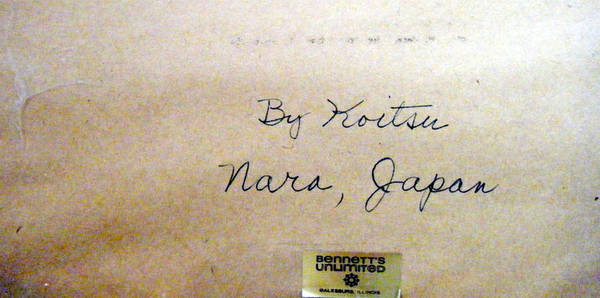 By Koitsu
Nara, Japan
BENNETT'S
UNLIMITED
GALESBURG, ILLINOIS